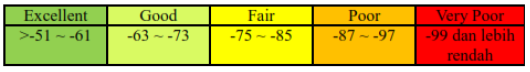 Excellent Good Fair Poor Very Poor
>-51 ~ -61 -63 ~ -73 -75 ~ -85 -87 ~ -97 -99 dan lebih
rendah